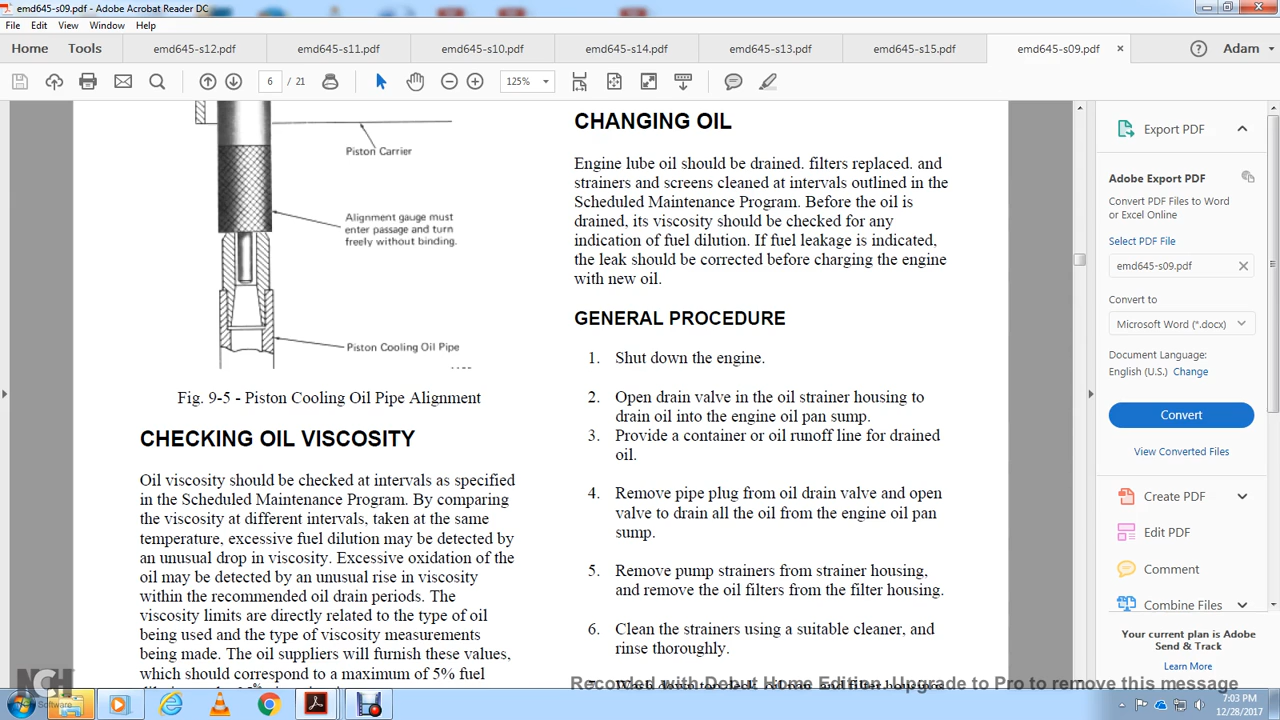 emd645-s09.pdf - Adobe Acrobat Reader DC
File Edit View Window Help
Home Tools emd645-s12.pdf emd645-s11.pdf emd645-s10.pdf emd645-s14.pdf emd645-s13.pdf emd645-s15.pdf emd645-s09.pdf × Adam
6 / 21 125%
Piston Carrier
Alignment gauge must
enter passage and turn
freely without binding.
Piston Cooling Oil Pipe
Fig. 9-5 - Piston Cooling Oil Pipe Alignment
CHECKING OIL VISCOSITY
Oil viscosity should be checked at intervals as specified
in the Scheduled Maintenance Program. By comparing
the viscosity at different intervals, taken at the same
temperature, excessive fuel dilution may be detected by
an unusual drop in viscosity. Excessive oxidation of the
oil may be detected by an unusual rise in viscosity
within the recommended oil drain periods. The
viscosity limits are directly related to the type of oil
being used and the type of viscosity measurements
being made. The oil suppliers will furnish these values,
which should correspond to a maximum of 5% fuel
CHANGING OIL
Engine lube oil should be drained. filters replaced. and
strainers and screens cleaned at intervals outlined in the
Scheduled Maintenance Program. Before the oil is
drained, its viscosity should be checked for any
indication of fuel dilution. If fuel leakage is indicated,
the leak should be corrected before charging the engine
with new oil.
GENERAL PROCEDURE
1. Shut down the engine.
2. Open drain valve in the oil strainer housing to
drain oil into the engine oil pan sump.
3. Provide a container or oil runoff line for drained
oil.
4. Remove pipe plug from oil drain valve and open
valve to drain all the oil from the engine oil pan
sump.
5. Remove pump strainers from strainer housing,
and remove the oil filters from the filter housing.
6. Clean the strainers using a suitable cleaner, and
rinse thoroughly.
Export PDF
Adobe Export PDF
Convert PDF Files to Word
or Excel Online
Select PDF File
emd645-s09.pdf
Convert to
Microsoft Word (*.docx)
Document Language:
English (U.S.) Change
Convert
View Converted Files
Create PDF
Edit PDF
Comment
Combine Files
Your current plan is Adobe
Send & Track
Learn More
NCH
Software
to remove this message
7:03 PM
12/28/2017